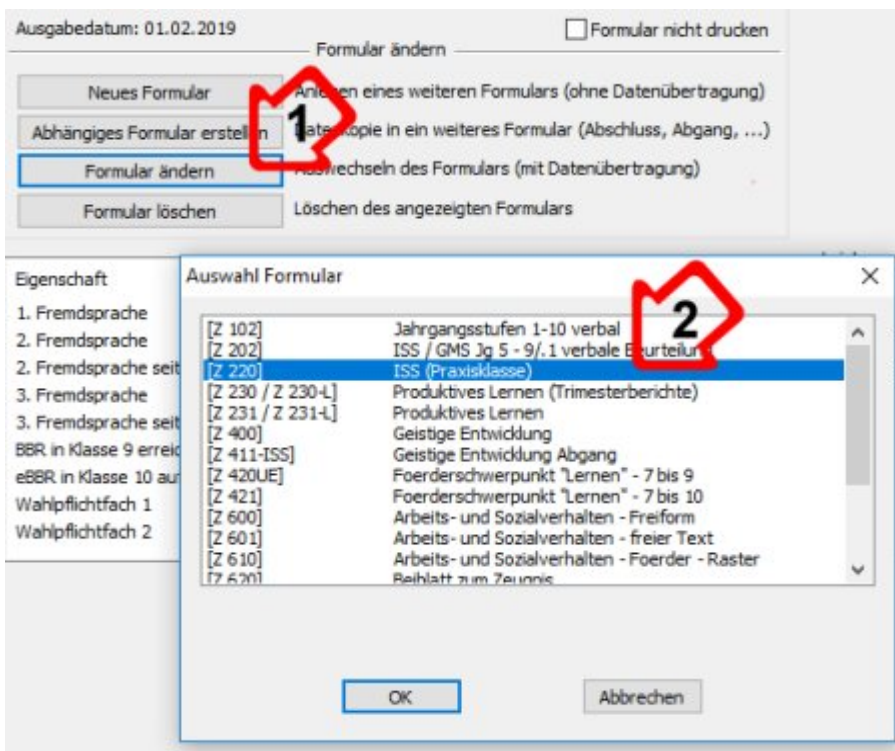 Ausgabedatum: 01.02.2019 Formular nicht drucken
Formular ändern
Neues Formular eines weiteren Formulars (ohne Datenübertragung)
1
Abhängiges Formular erstellen in ein weiteres Formular (Abschluss, Abgang, ...)
Formular ändern Auswechseln des Formulars (mit Datenübertragung)
Formular löschen Löschen des angezeigten Formulars
Eigenschaft
1. Fremdsprache
2. Fremdsprache
2. Fremdsprache seit
3. Fremdsprache
3. Fremdsprache seit
BBR in Klasse 9
eBBR in Klasse 10
Wahlpflichtfach 1
Wahlpflichtfach 2
Auswahl Formular
2
[Z 102] Jahrgangsstufen 1-10 verbal
[Z 202] ISS / GMS Jg 5 - 9/.1 verbale Beurteilung
[Z 220] ISS (Praxisklasse)
[Z 230 / Z 230-L] Produktives Lernen (Trimesterberichte)
[Z 231 / Z 231-L] Produktives Lernen
[Z 400] Geistige Entwicklung
[Z 411-ISS] Geistige Entwicklung Abgang
[Z 420UE] Foerderschwerpunkt "Lernen" - 7 bis 9
[Z 421] Foerderschwerpunkt "Lernen" - 7 bis 10
[Z 600] Arbeits- und Sozialverhalten - Freiform
[Z 601] Arbeits- und Sozialverhalten - freier Text
[Z 610] Arbeits- und Sozialverhalten - Foerder - Raster
[Z 620] Beiblatt zum Zeugnis
OK Abbrechen